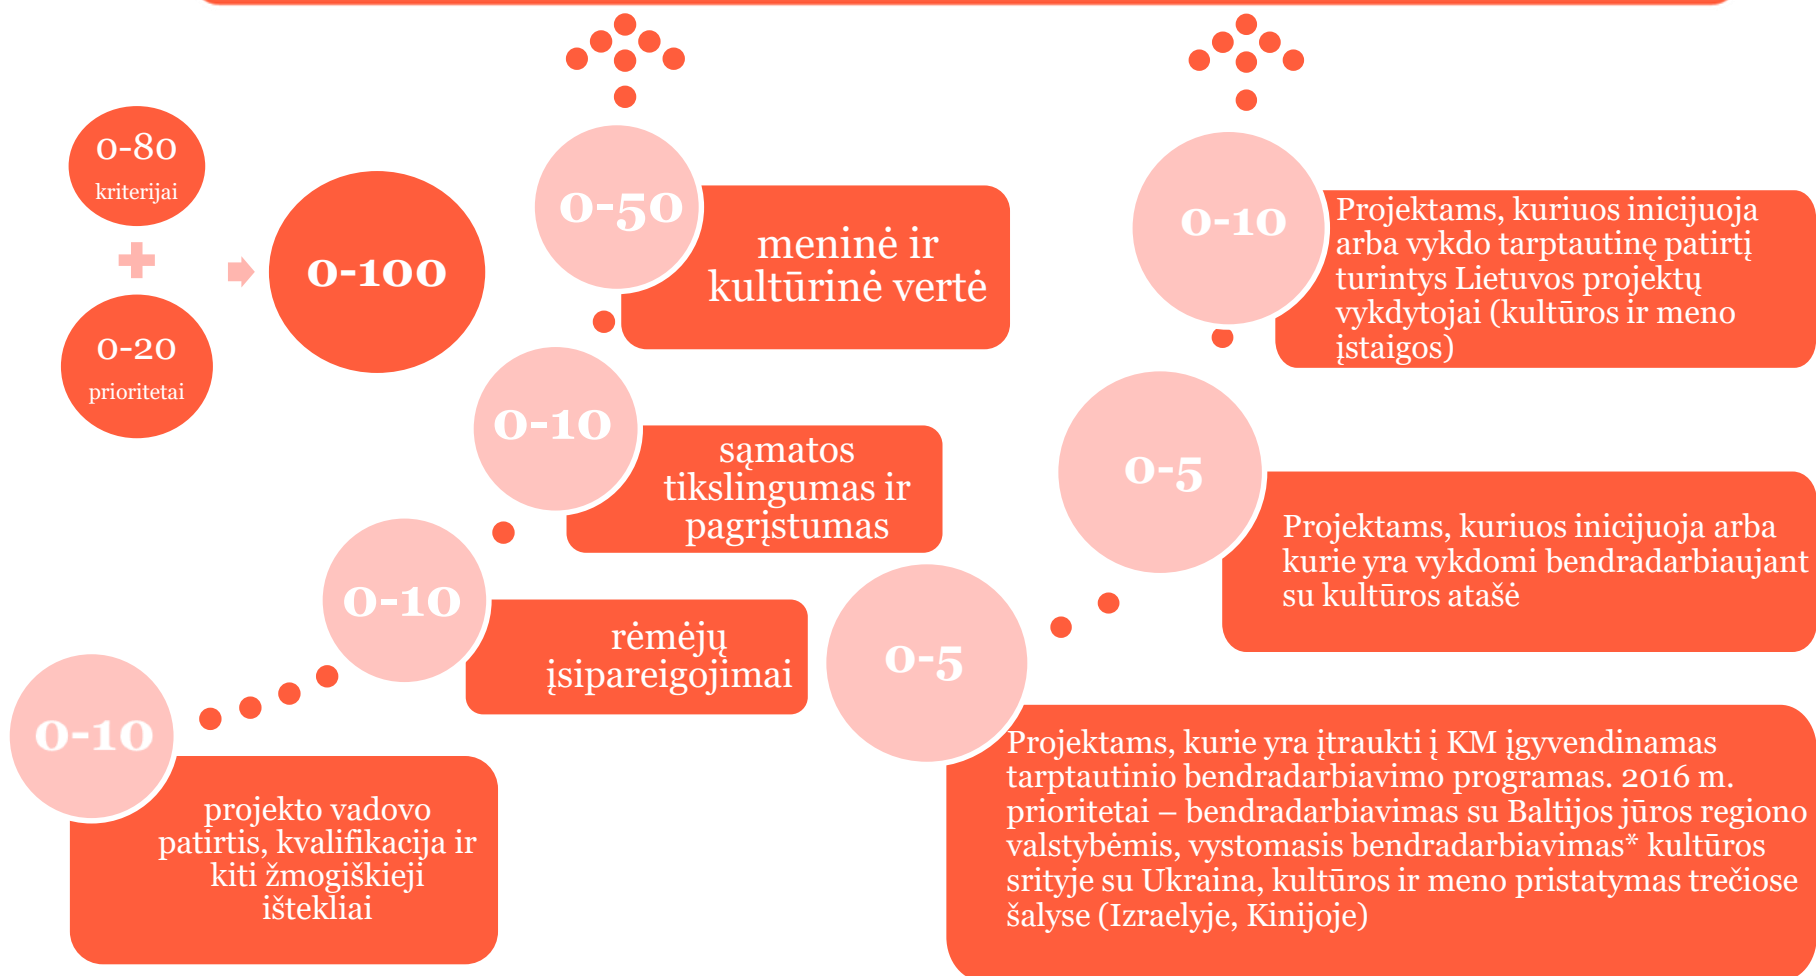 0-80
kriterijai
0-20
prioritetai
0-100
0-50
meninė ir
kultūrinė vertė
0-10
sąmatos
tikslingumas ir
pagrįstumas
0-10
rėmėjų
įsipareigojimai
0-10
projekto vadovo
patirtis, kvalifikacija ir
kiti žmogiškieji
ištekliai
0-10
Projektams, kuriuos inicijuoja
arba vykdo tarptautinę patirtį
turintys Lietuvos projektų
vykdytojai (kultūros ir meno
įstaigos)
0-5
Projektams, kuriuos inicijuoja arba
kurie yra vykdomi bendradarbiaujant
su kultūros atašė
0-5
Projektams, kurie yra įtraukti į KM įgyvendinamas
tarptautinio bendradarbiavimo programas. 2016 m.
prioritetai – bendradarbiavimas su Baltijos jūros regiono
valstybėmis, vystomasis bendradarbiavimas* kultūros
srityje su Ukraina, kultūros ir meno pristatymas trečiose
šalyse (Izraelyje, Kinijoje)